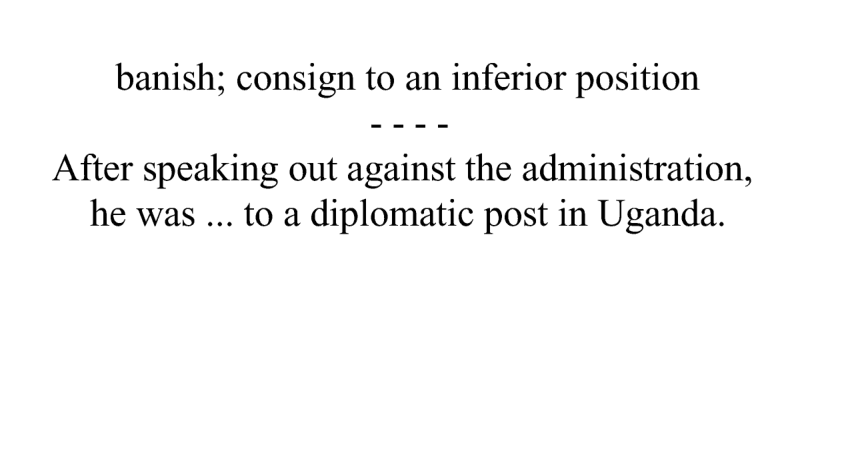 banish; consign to an inferior position
- - - -
After speaking out against the administration,
he was ... to a diplomatic post in Uganda.